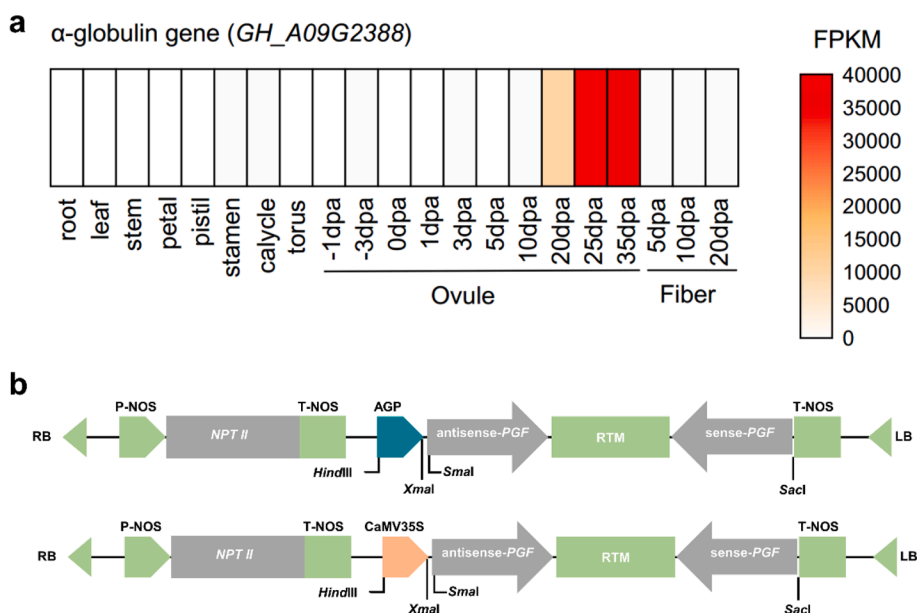 a
α-globulin gene (GH_A09G2388)
FPKM
40000
35000
30000
25000
20000
15000
10000
5000
0
root
leaf
stem
petal
pistil
stamen
calycle
torus
-1dpa
-3dpa
0dpa
1dpa
3dpa
5dpa
10dpa
20dpa
25dpa
35dpa
5dpa
10dpa
20dpa
Ovule
Fiber
b
P-NOS T-NOS AGP T-NOS
RB NPT II antisense-PGF RTM sense-PGF LB
HindIII SmaI
XmaI SacI
P-NOS T-NOS CaMV35S T-NOS
RB NPT II antisense-PGF RTM sense-PGF LB
HindIII SmaI
XmaI SacI